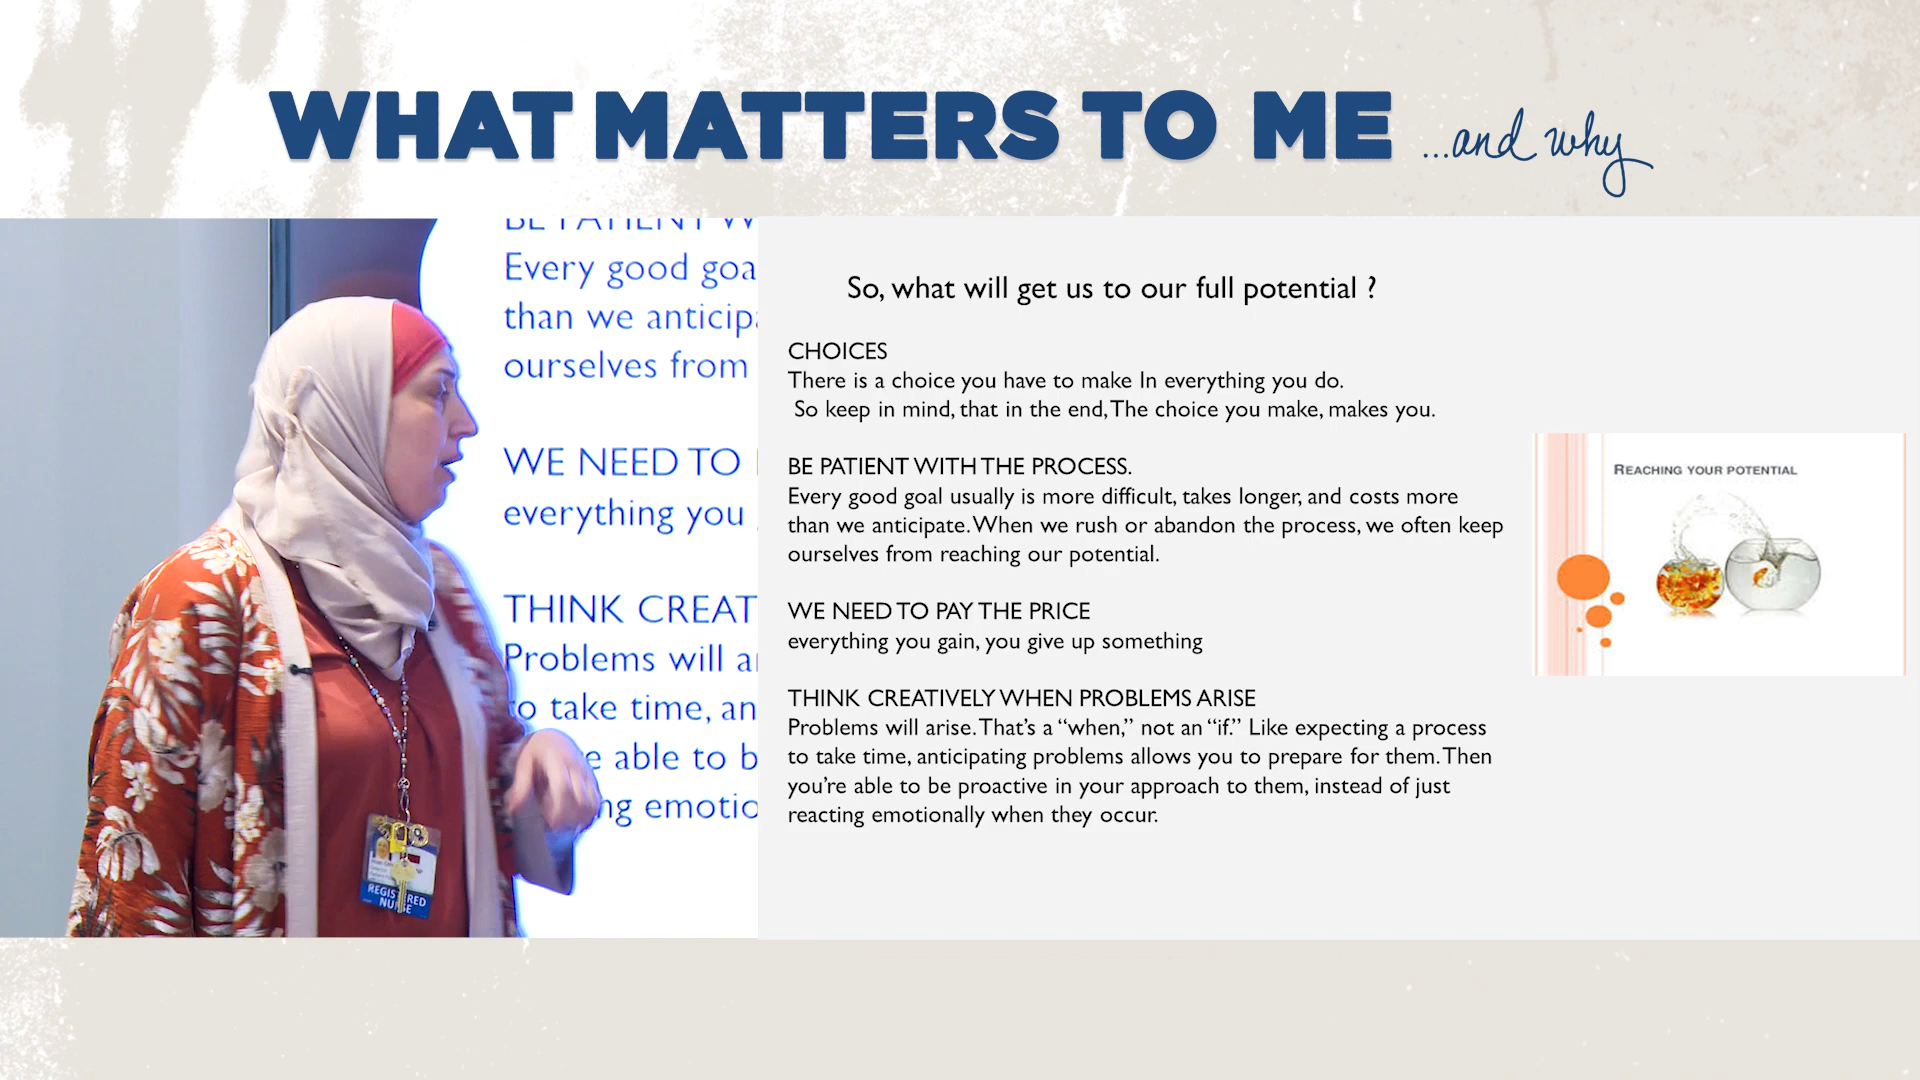 WHAT MATTERS TO ME ...and why
BE PATIENT W
Every good goa
than we anticip
ourselves from
WE NEED TO
everything you
THINK CREAT
Problems will a
to take time, an
e able to b
ng emotio
REGISTERED
NURSE
So, what will get us to our full potential ?
CHOICES
There is a choice you have to make In everything you do.
So keep in mind, that in the end, The choice you make, makes you.
BE PATIENT WITH THE PROCESS.
Every good goal usually is more difficult, takes longer, and costs more
than we anticipate. When we rush or abandon the process, we often keep
ourselves from reaching our potential.
WE NEED TO PAY THE PRICE
everything you gain, you give up something
THINK CREATIVELY WHEN PROBLEMS ARISE
Problems will arise. That's a “when,” not an “if.” Like expecting a process
to take time, anticipating problems allows you to prepare for them. Then
you're able to be proactive in your approach to them, instead of just
reacting emotionally when they occur.
REACHING YOUR POTENTIAL